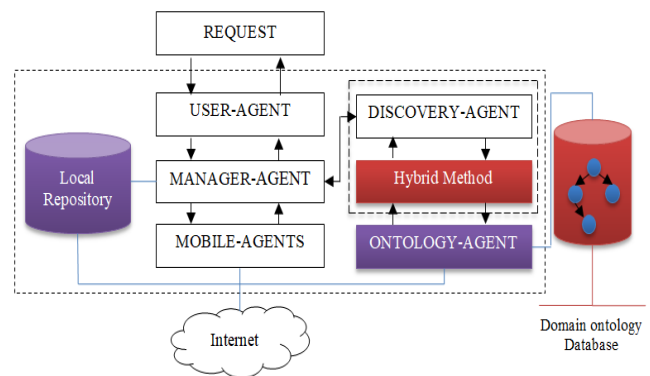 REQUEST
USER-AGENT
DISCOVERY-AGENT
Local
Repository
MANAGER-AGENT
Hybrid Method
MOBILE-AGENTS
ONTOLOGY-AGENT
Internet
Domain ontology
Database